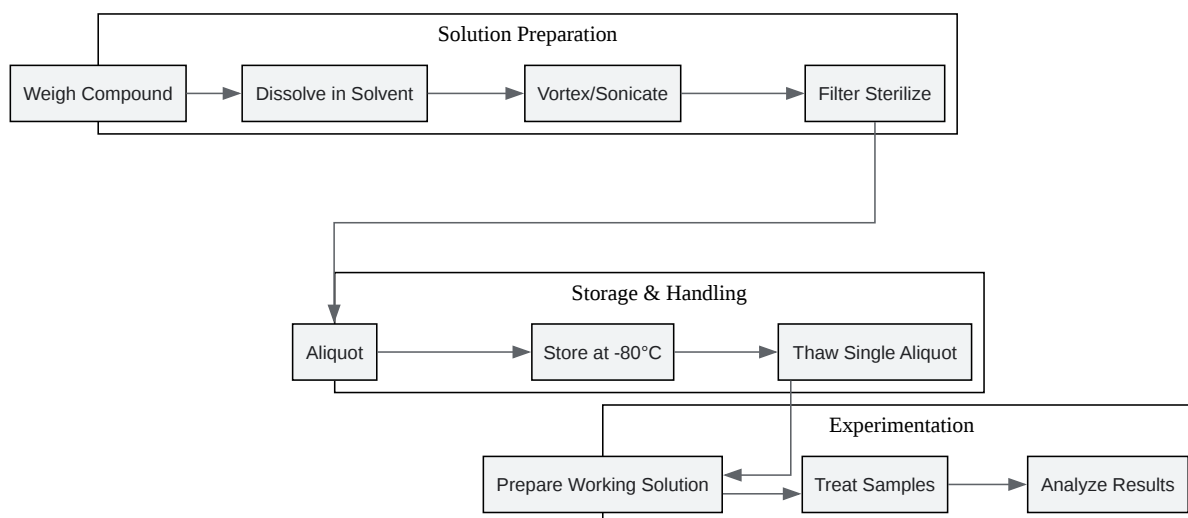 Solution Preparation
Weigh Compound
Dissolve in Solvent
Vortex/Sonicate
Filter Sterilize
Storage & Handling
Aliquot
Store at -80°C
Thaw Single Aliquot
Experimentation
Prepare Working Solution
Treat Samples
Analyze Results